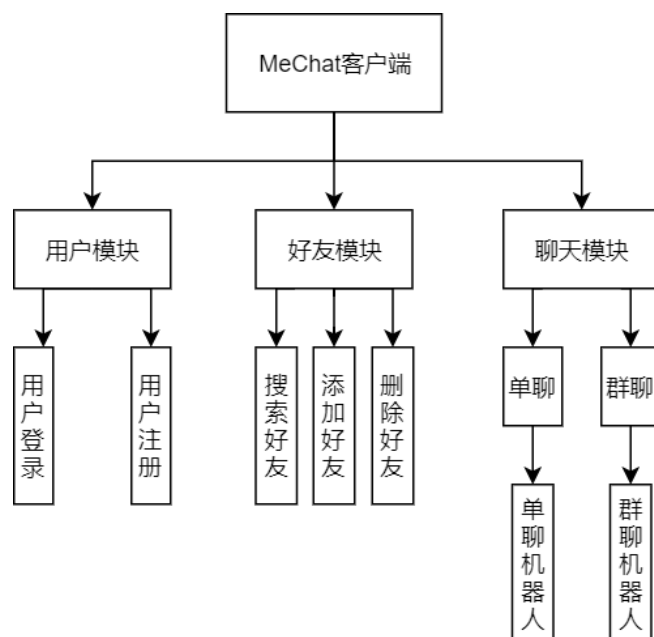 MeChat客户端
用户模块
好友模块
聊天模块
用户登录
用户注册
搜索好友
添加好友
删除好友
单聊
群聊
单聊机器人
群聊机器人